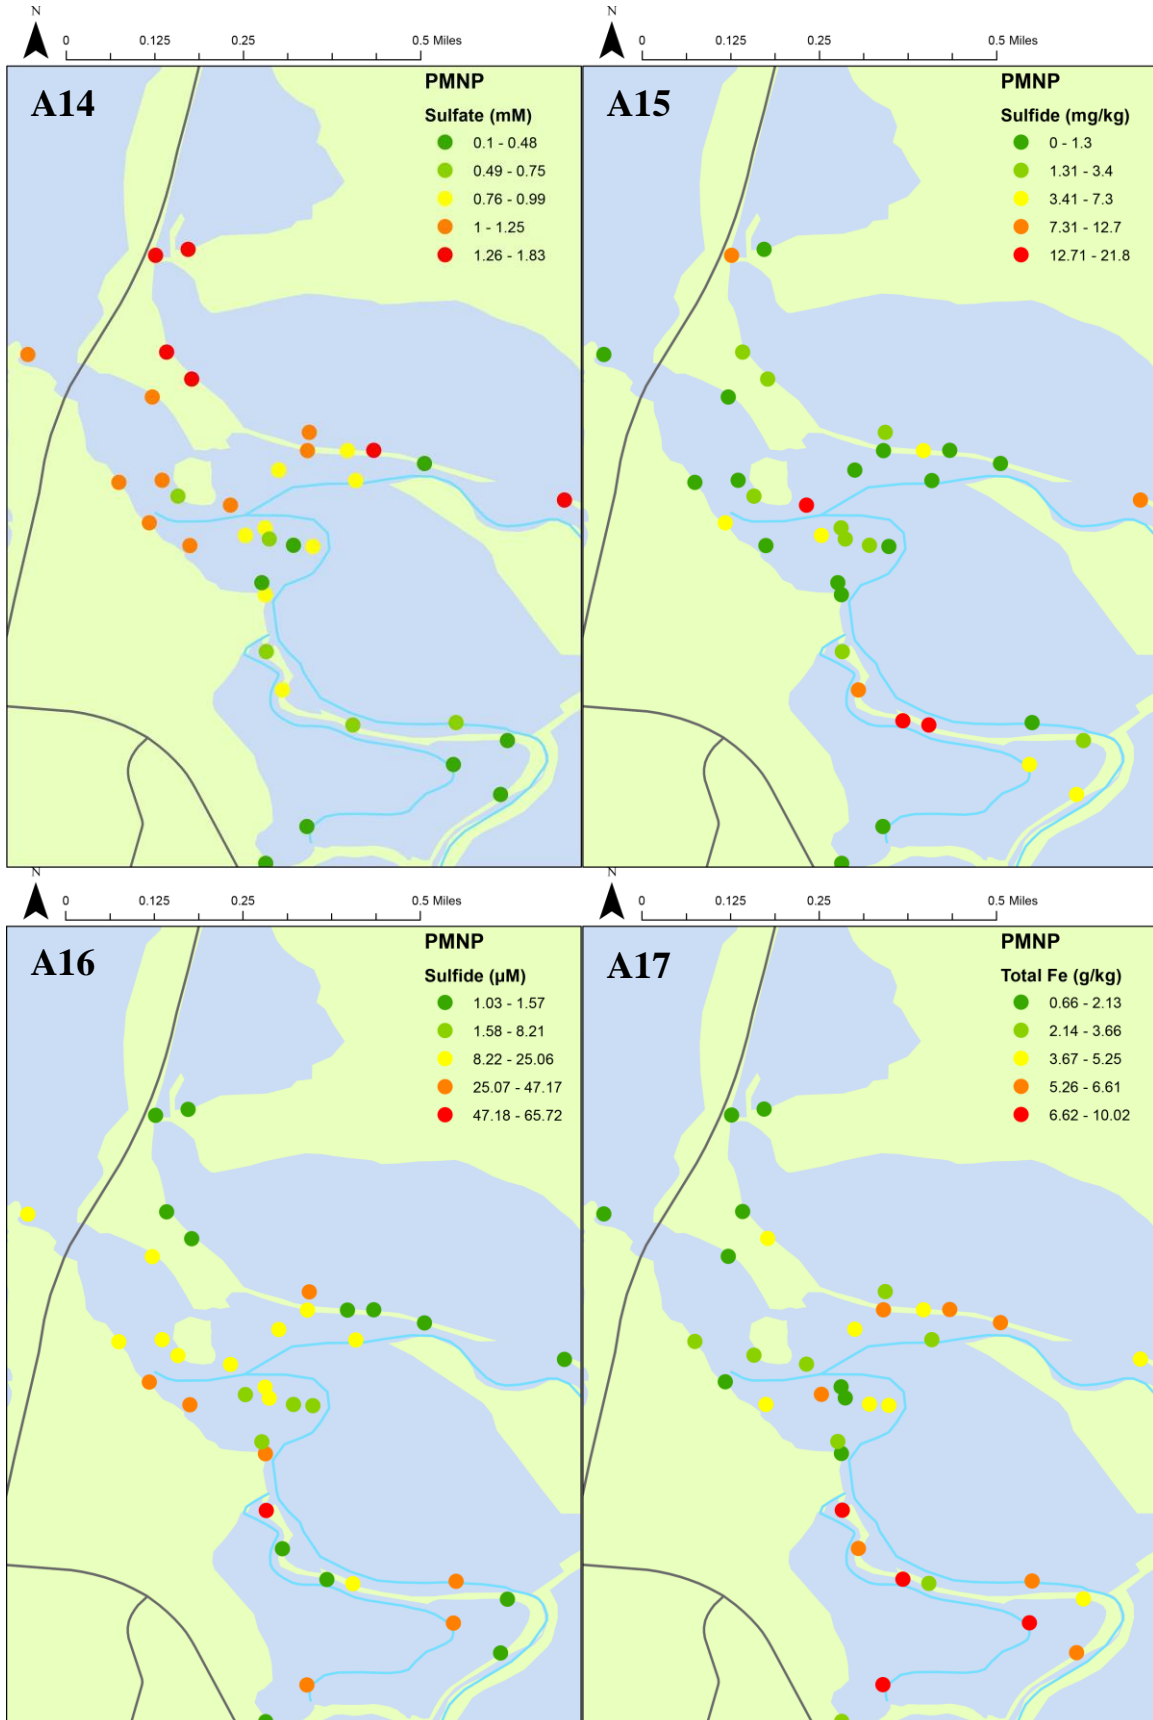 N
0 0.125 0.25 0.5 Miles
A14
PMNP
Sulfate (mM)
0.1 - 0.48
0.49 - 0.75
0.76 - 0.99
1 - 1.25
1.26 - 1.83
N
0 0.125 0.25 0.5 Miles
A15
PMNP
Sulfide (mg/kg)
0 - 1.3
1.31 - 3.4
3.41 - 7.3
7.31 - 12.7
12.71 - 21.8
N
0 0.125 0.25 0.5 Miles
A16
PMNP
Sulfide (µM)
1.03 - 1.57
1.58 - 8.21
8.22 - 25.06
25.07 - 47.17
47.18 - 65.72
N
0 0.125 0.25 0.5 Miles
A17
PMNP
Total Fe (g/kg)
0.66 - 2.13
2.14 - 3.66
3.67 - 5.25
5.26 - 6.61
6.62 - 10.02